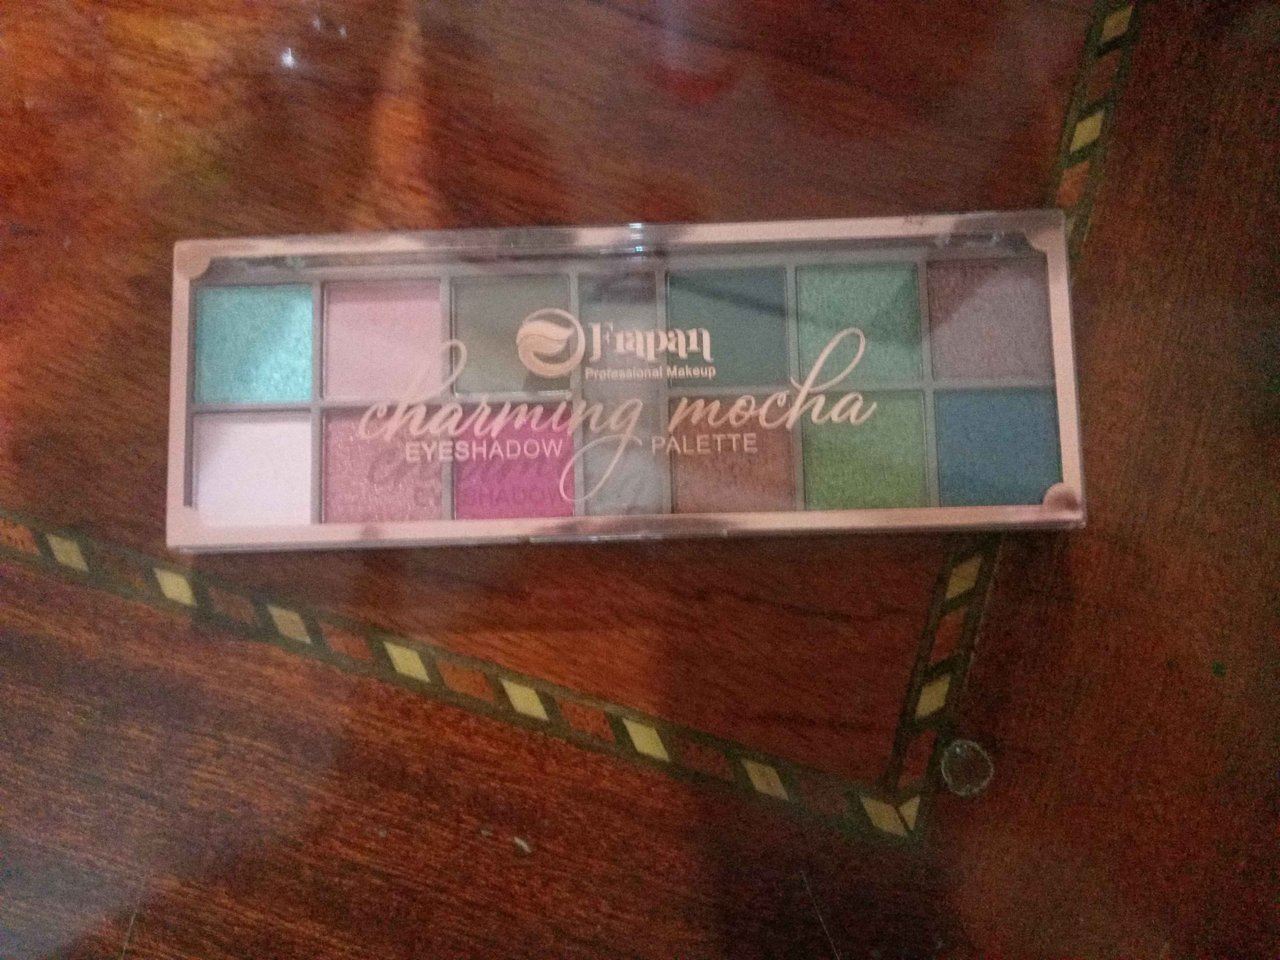 Frapan
Professional Makeup
charming mocha
EYESHADOW PALETTE